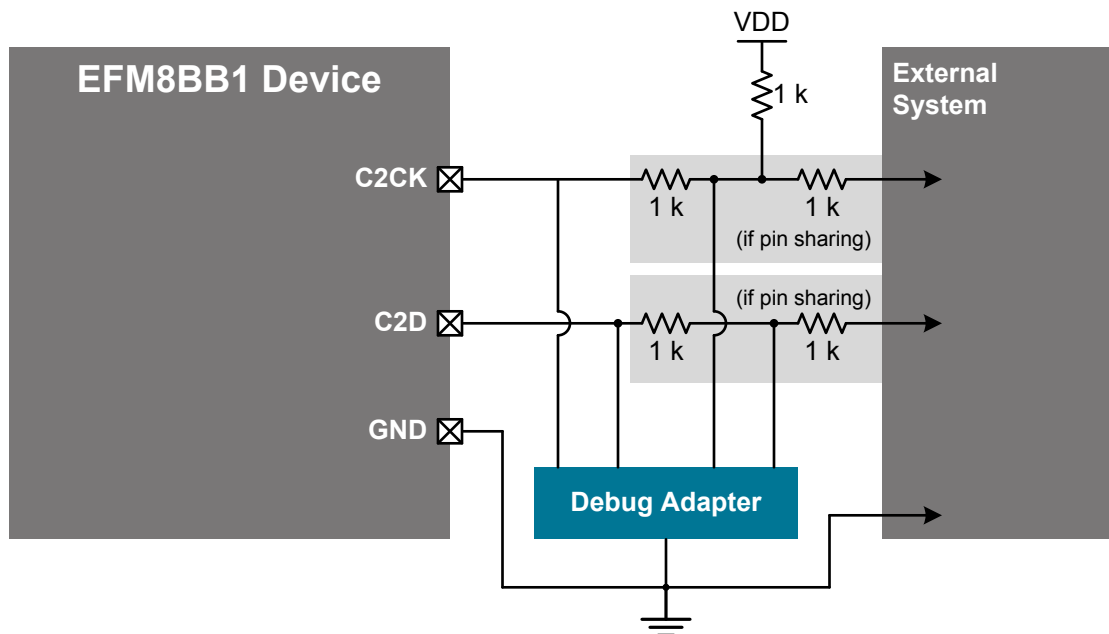 VDD
EFM8BB1 Device
External
System
1 k
C2CK
1 k
1 k
(if pin sharing)
(if pin sharing)
C2D
1 k
1 k
GND
Debug Adapter